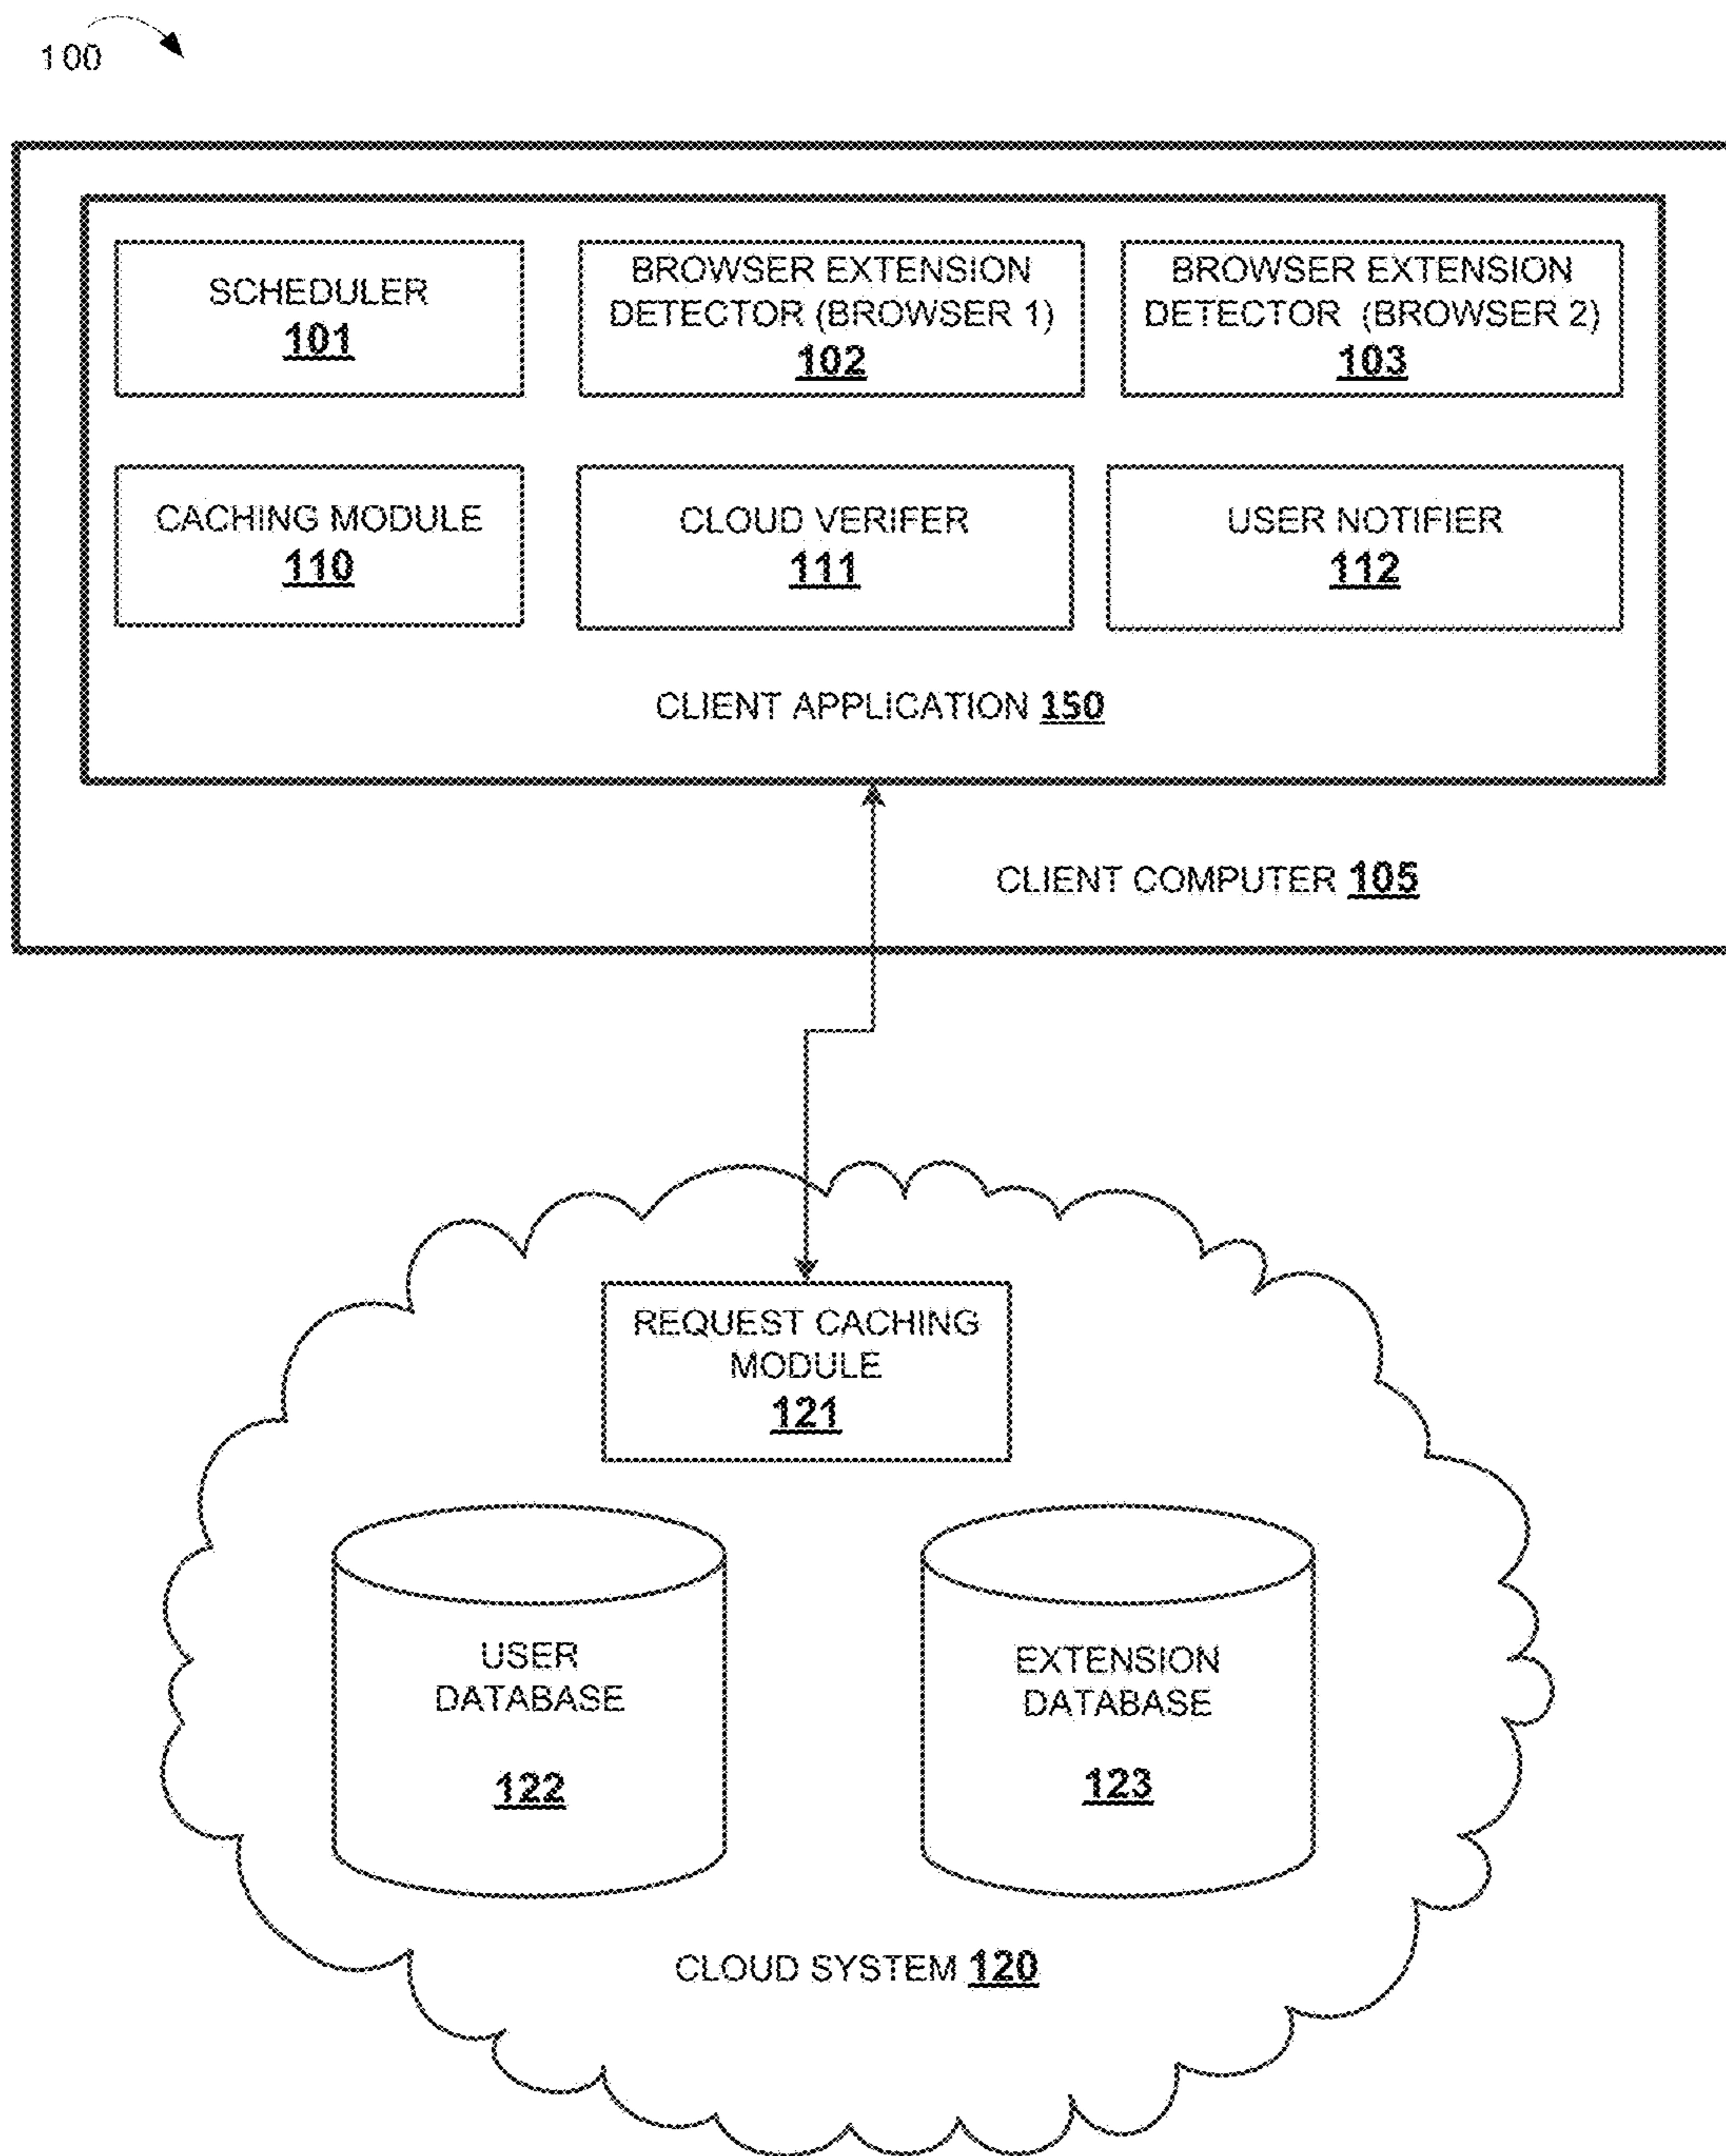 100
SCHEDULER
101
BROWSER EXTENSION
DETECTOR (BROWSER 1)
102
BROWSER EXTENSION
DETECTOR (BROWSER 2)
103
CACHING MODULE
110
CLOUD VERIFER
111
USER NOTIFIER
112
CLIENT APPLICATION 150
CLIENT COMPUTER 105
REQUEST CACHING
MODULE
121
USER
DATABASE
122
EXTENSION
DATABASE
123
CLOUD SYSTEM 120